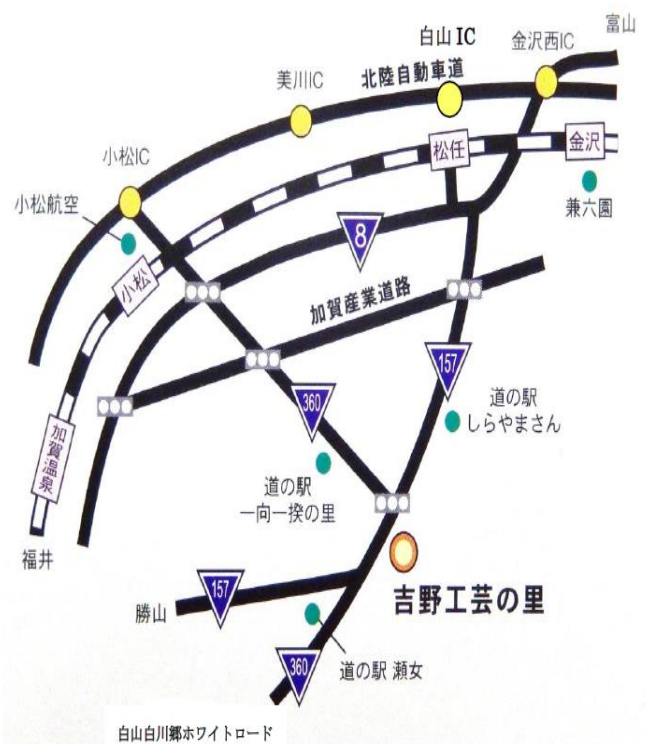 富山
白山 IC
金沢西IC
北陸自動車道
美川IC
小松IC
松任
金沢
小松航空
兼六園
8
小松
加賀産業道路
157
360
道の駅
しらやまさん
加賀温泉
道の駅
一向一揆の里
福井
157
吉野工芸の里
勝山
360
道の駅 瀬女
白山白川郷ホワイトロード